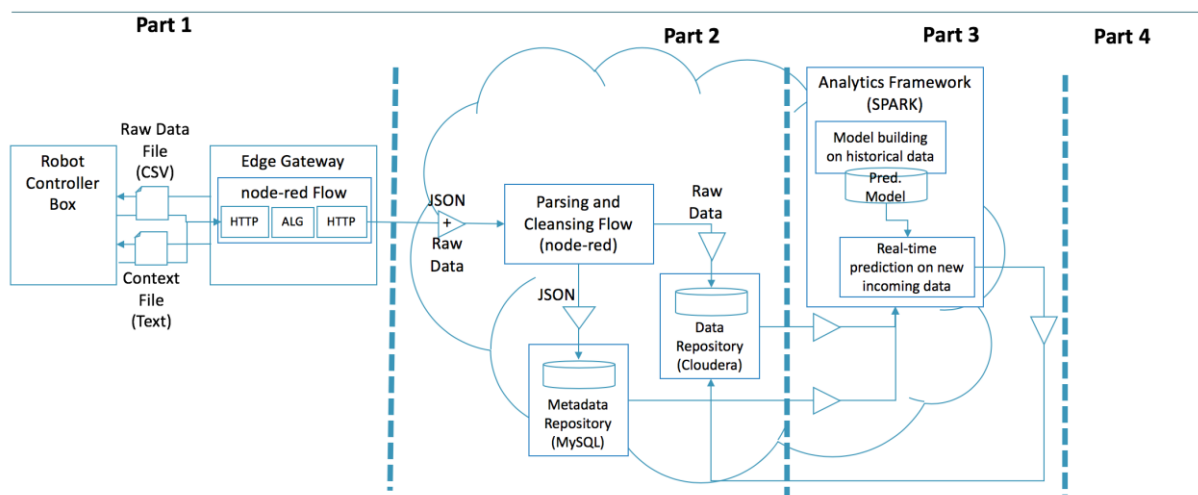 Part 1
Part 2
Part 3
Part 4
Raw Data
File
(CSV)
Robot
Controller
Box
Context
File
(Text)
Edge Gateway
node-red Flow
HTTP
ALG
HTTP
JSON
+
Raw
Data
Parsing and
Cleansing Flow
(node-red)
Raw
Data
JSON
Data
Repository
(Cloudera)
Metadata
Repository
(MySQL)
Analytics Framework
(SPARK)
Model building
on historical data
Pred.
Model
Real-time
prediction on new
incoming data